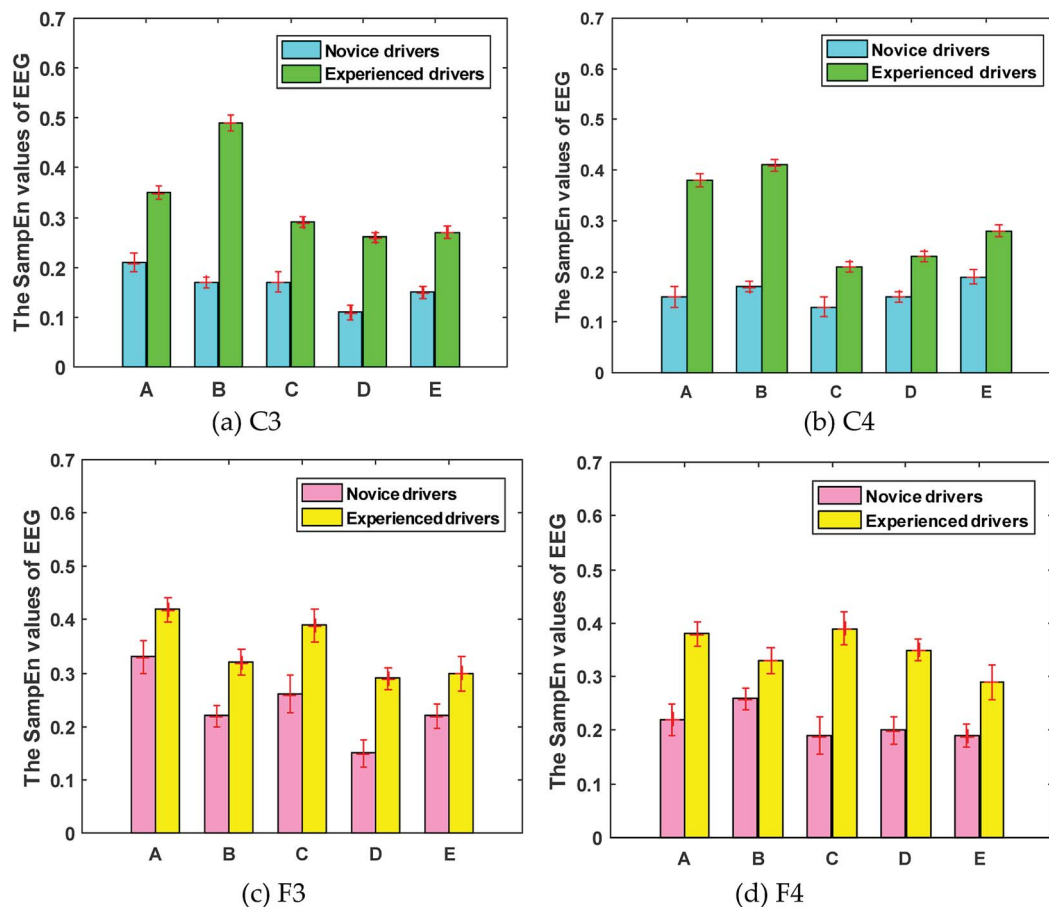 The SampEn values of EEG
0.7
0.6
0.5
0.4
0.3
0.2
0.1
0
Novice drivers
Experienced drivers
A B C D E
(a) C3
The SampEn values of EEG
0.7
0.6
0.5
0.4
0.3
0.2
0.1
0
Novice drivers
Experienced drivers
A B C D E
(b) C4
The SampEn values of EEG
0.7
0.6
0.5
0.4
0.3
0.2
0.1
0
Novice drivers
Experienced drivers
A B C D E
(c) F3
The SampEn values of EEG
0.7
0.6
0.5
0.4
0.3
0.2
0.1
0
Novice drivers
Experienced drivers
A B C D E
(d) F4